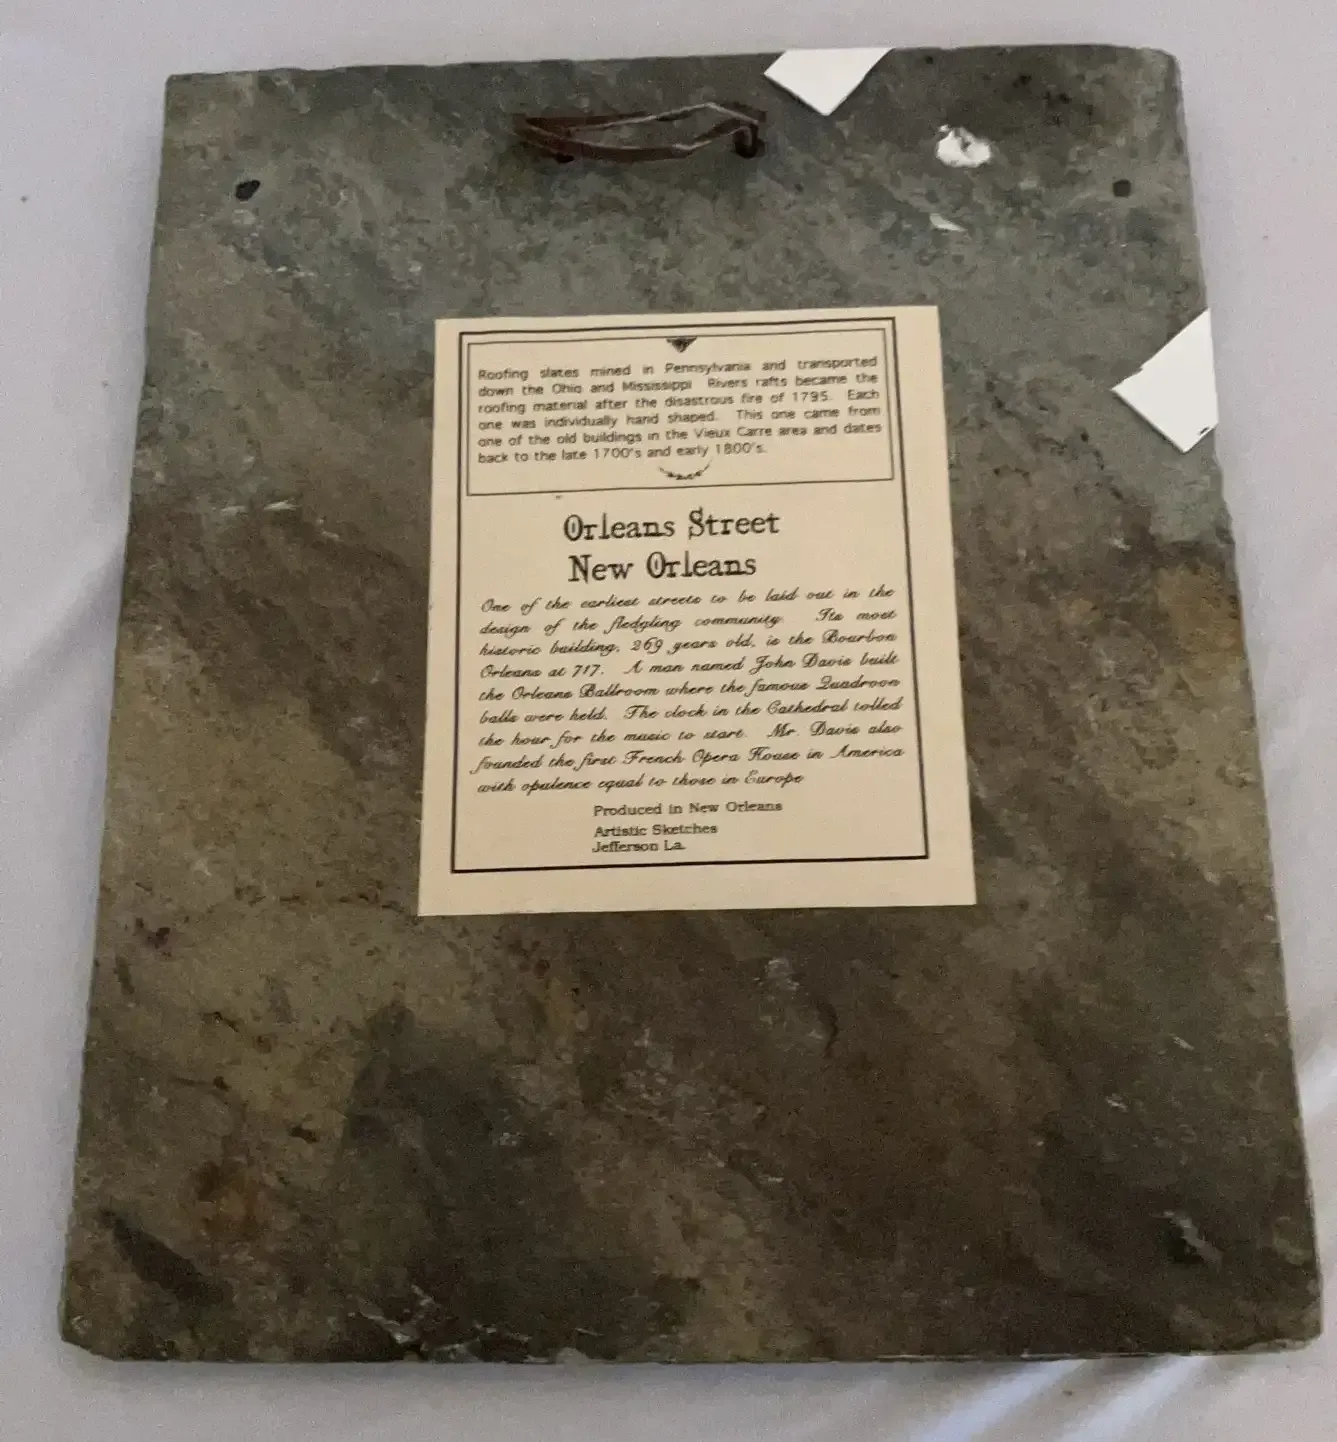 Roofing slates mined in Pennsylvania and transported
down the Ohio and Mississippi Rivers rafts became the
roofing material after the disastrous fire of 1795. Each
one was individually hand shaped. This one came from
one of the old buildings in the Vieux Carre area and dates
back to the late 1700's and early 1800's.
Orleans Street
New Orleans
One of the earliest streets to be laid out in the
design of the fledgling community. Its most
historic building, 269 years old, is the Bourbon
Orleans at 717. A man named John Davis built
the Orleans Ballroom where the famous Quadroon
balls were held. The clock in the Cathedral tolled
the hour for the music to start. Mr. Davis also
founded the first French Opera House in America
with opulence equal to those in Europe
Produced in New Orleans
Artistic Sketches
Jefferson La.